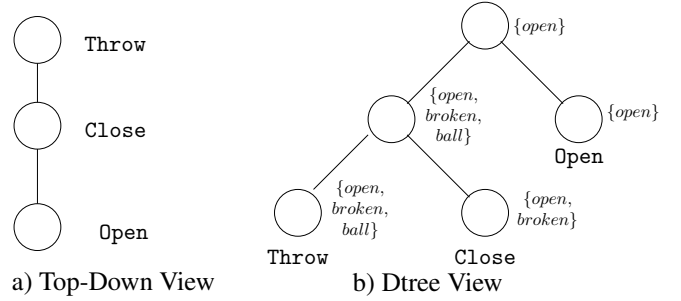 Throw
Close
Open
a) Top-Down View
{open}
{open,
broken,
ball}
{open}
Open
{open,
broken,
ball}
Throw
{open,
broken}
Close
b) Dtree View